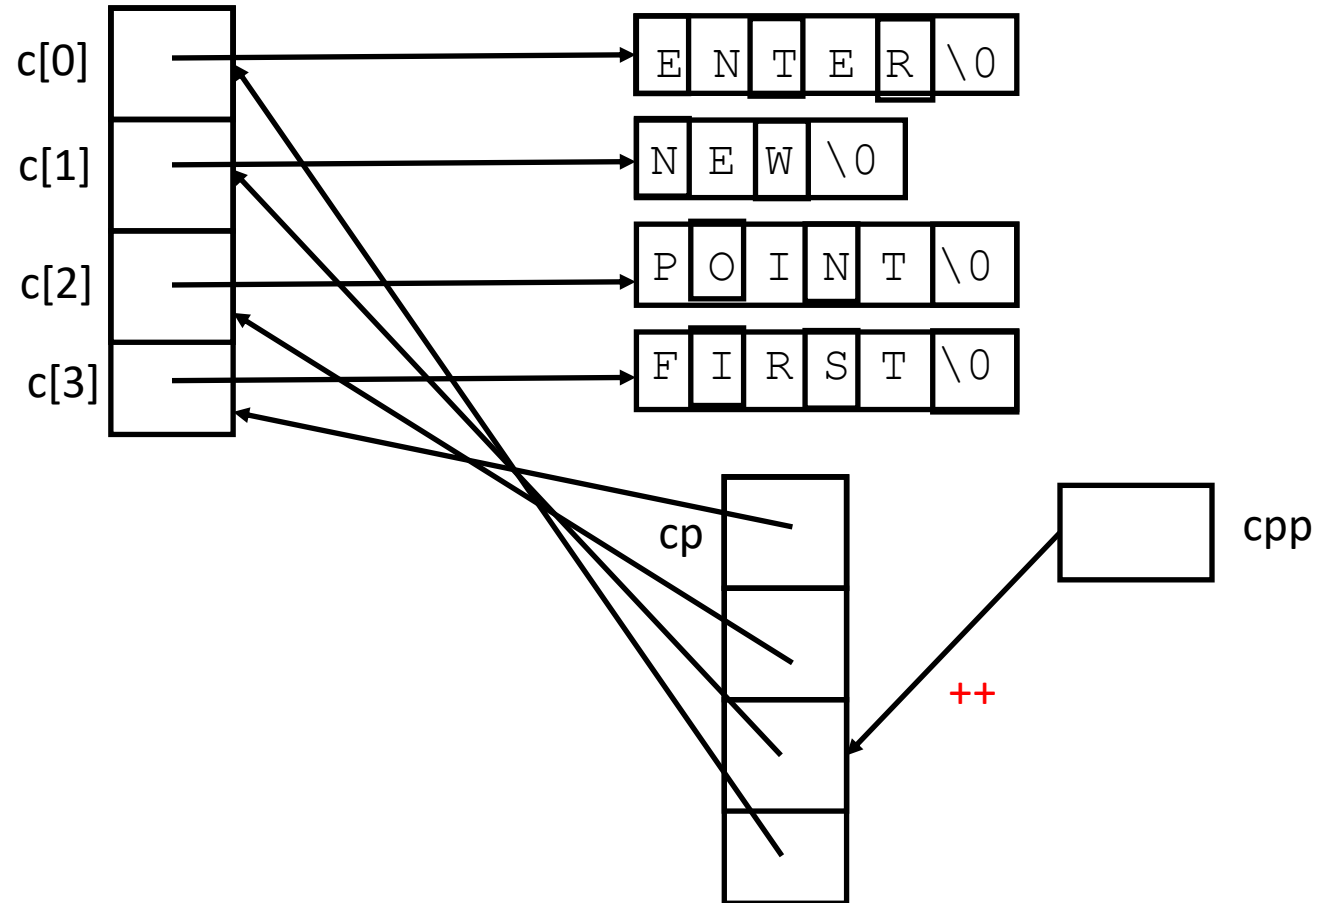 c[0] E N T E R \0
c[1] N E W \0
c[2] P O I N T \0
c[3] F I R S T \0
cp
cpp
++